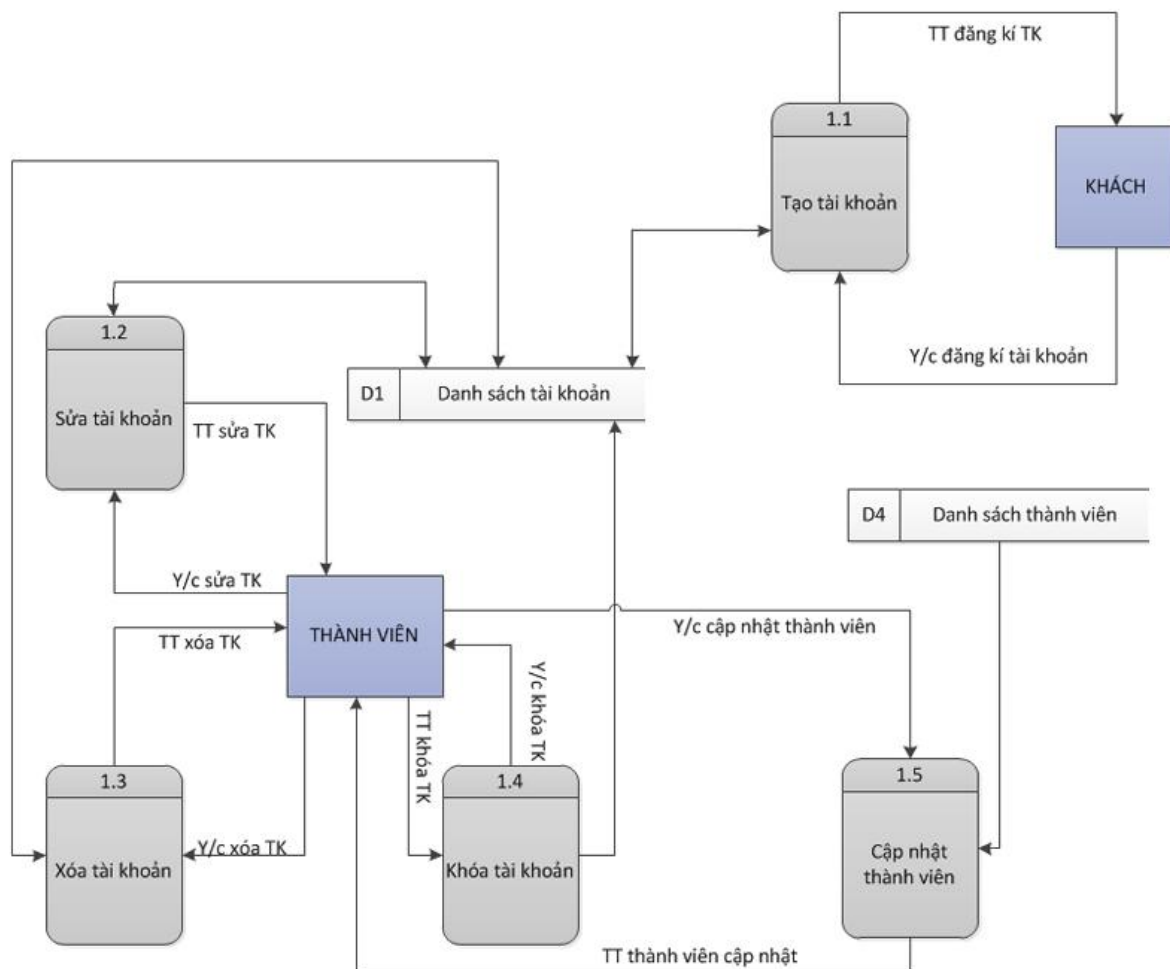 TT đăng kí TK
1.1
Tạo tài khoản
KHÁCH
Y/c đăng kí tài khoản
1.2
Sửa tài khoản
TT sửa TK
D1
Danh sách tài khoản
Y/c sửa TK
D4
Danh sách thành viên
THÀNH VIÊN
TT xóa TK
Y/c cập nhật thành viên
Y/c khóa TK
TT khóa TK
1.3
Xóa tài khoản
Y/c xóa TK
1.4
Khóa tài khoản
1.5
Cập nhật
thành viên
TT thành viên cập nhật